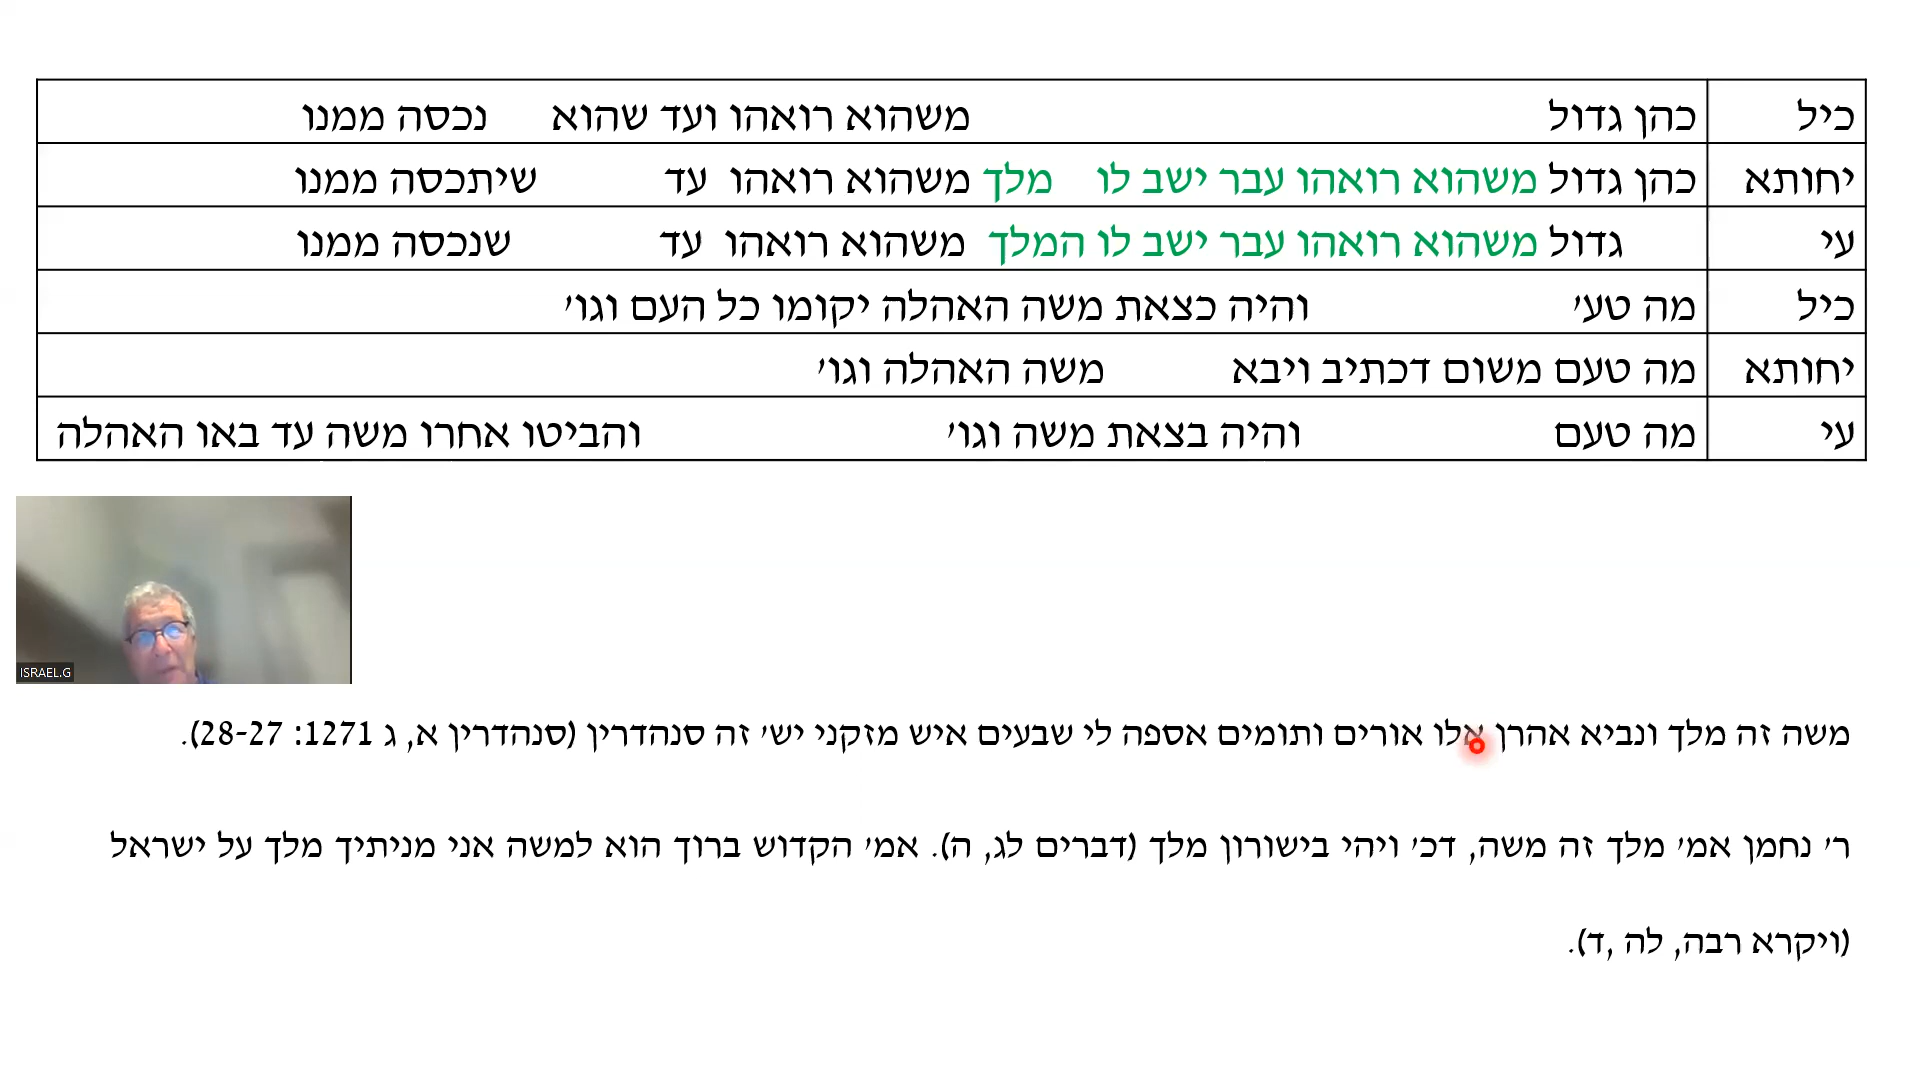 כיל כהן גדול משהוא רואהו ועד שהוא נכסה ממנו
יחותא כהן גדול משהוא רואהו עבר ישב לו מלך משהוא רואהו עד שיתכסה ממנו
עי גדול משהוא רואהו עבר ישב לו המלך משהוא רואהו עד שנכסה ממנו
כיל מה טע׳ והיה כצאת משה האהלה יקומו כל העם וגו׳
יחותא מה טעם משום דכתיב ויבא משה האהלה וגו׳
עי מה טעם והיה בצאת משה וגו׳ והביטו אחרו משה עד באו האהלה
ISRAEL.G
משה זה מלך ונביא אהרן אלו אורים ותומים אספה לי שבעים איש מזקני יש׳ זה סנהדרין (סנהדרין א, ג 1271: 28-27).
ר׳ נחמן אמ׳ מלך זה משה, דכ׳ ויהי בישורון מלך (דברים לג, ה). אמ׳ הקדוש ברוך הוא למשה אני מניתיך מלך על ישראל
(ויקרא רבה, לה ,ד).